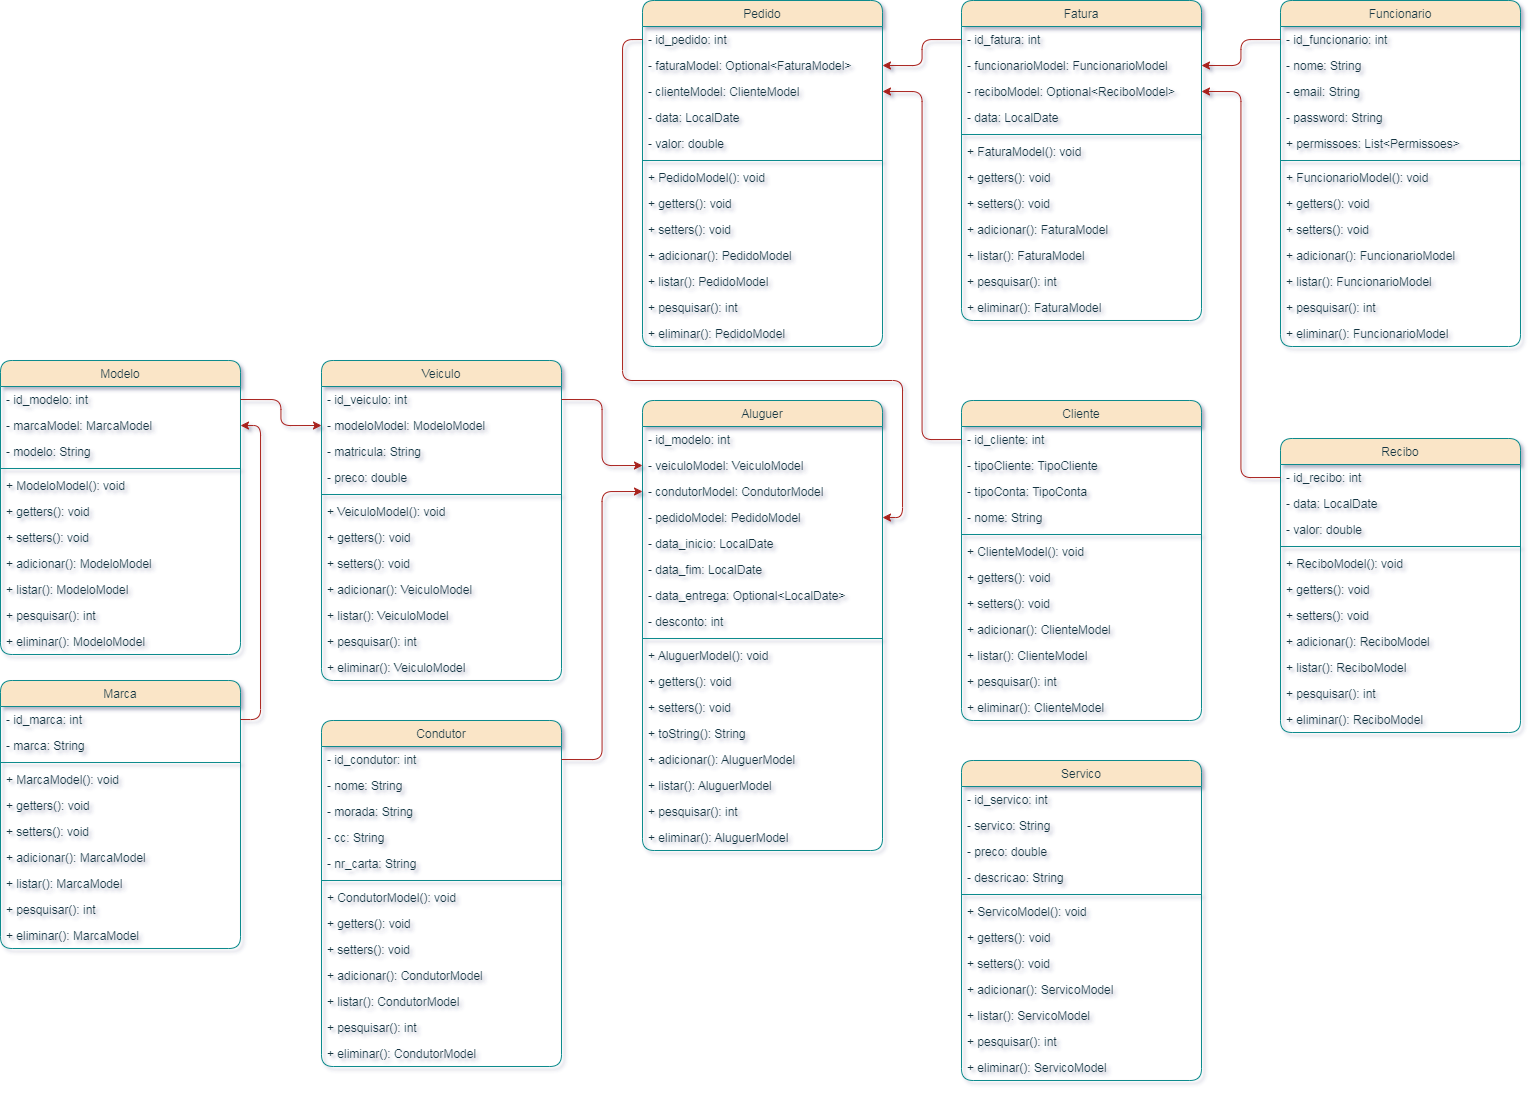 Pedido
- id_pedido: int
- faturaModel: Optional<FaturaModel>
- clienteModel: ClienteModel
- data: LocalDate
- valor: double
+ PedidoModel(): void
+ getters(): void
+ setters(): void
+ adicionar(): PedidoModel
+ listar(): PedidoModel
+ pesquisar(): int
+ eliminar(): PedidoModel
Fatura
- id_fatura: int
- funcionarioModel: FuncionarioModel
- reciboModel: Optional<ReciboModel>
- data: LocalDate
+ FaturaModel(): void
+ getters(): void
+ setters(): void
+ adicionar(): FaturaModel
+ listar(): FaturaModel
+ pesquisar(): int
+ eliminar(): FaturaModel
Funcionario
- id_funcionario: int
- nome: String
- email: String
- password: String
+ permissoes: List<Permissoes>
+ FuncionarioModel(): void
+ getters(): void
+ setters(): void
+ adicionar(): FuncionarioModel
+ listar(): FuncionarioModel
+ pesquisar(): int
+ eliminar(): FuncionarioModel
Modelo
- id_modelo: int
- marcaModel: MarcaModel
- modelo: String
+ ModeloModel(): void
+ getters(): void
+ setters(): void
+ adicionar(): ModeloModel
+ listar(): ModeloModel
+ pesquisar(): int
+ eliminar(): ModeloModel
Veiculo
- id_veiculo: int
- modeloModel: ModeloModel
- matricula: String
- preco: double
+ VeiculoModel(): void
+ getters(): void
+ setters(): void
+ adicionar(): VeiculoModel
+ listar(): VeiculoModel
+ pesquisar(): int
+ eliminar(): VeiculoModel
Aluguer
- id_modelo: int
- veiculoModel: VeiculoModel
- condutorModel: CondutorModel
- pedidoModel: PedidoModel
- data_inicio: LocalDate
- data_fim: LocalDate
- data_entrega: Optional<LocalDate>
- desconto: int
+ AluguerModel(): void
+ getters(): void
+ setters(): void
+ toString(): String
+ adicionar(): AluguerModel
+ listar(): AluguerModel
+ pesquisar(): int
+ eliminar(): AluguerModel
Cliente
- id_cliente: int
- tipoCliente: TipoCliente
- tipoConta: TipoConta
- nome: String
+ ClienteModel(): void
+ getters(): void
+ setters(): void
+ adicionar(): ClienteModel
+ listar(): ClienteModel
+ pesquisar(): int
+ eliminar(): ClienteModel
Recibo
- id_recibo: int
- data: LocalDate
- valor: double
+ ReciboModel(): void
+ getters(): void
+ setters(): void
+ adicionar(): ReciboModel
+ listar(): ReciboModel
+ pesquisar(): int
+ eliminar(): ReciboModel
Marca
- id_marca: int
- marca: String
+ MarcaModel(): void
+ getters(): void
+ setters(): void
+ adicionar(): MarcaModel
+ listar(): MarcaModel
+ pesquisar(): int
+ eliminar(): MarcaModel
Condutor
- id_condutor: int
- nome: String
- morada: String
- cc: String
- nr_carta: String
+ CondutorModel(): void
+ getters(): void
+ setters(): void
+ adicionar(): CondutorModel
+ listar(): CondutorModel
+ pesquisar(): int
+ eliminar(): CondutorModel
Servico
- id_servico: int
- servico: String
- preco: double
- descricao: String
+ ServicoModel(): void
+ getters(): void
+ setters(): void
+ adicionar(): ServicoModel
+ listar(): ServicoModel
+ pesquisar(): int
+ eliminar(): ServicoModel